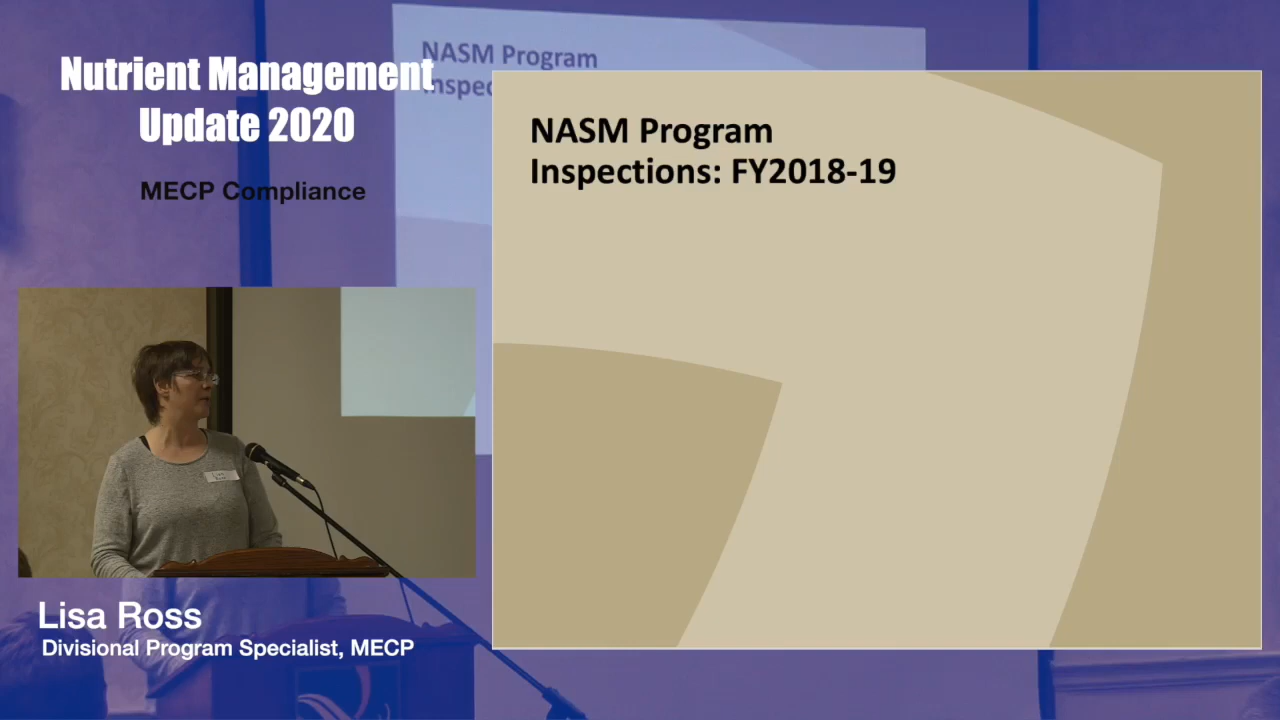 Nutrient Management
Update 2020
MECP Compliance
NASM Program
NASM Program
Inspections: FY2018-19
Lisa Ross
Divisional Program Specialist, MECP